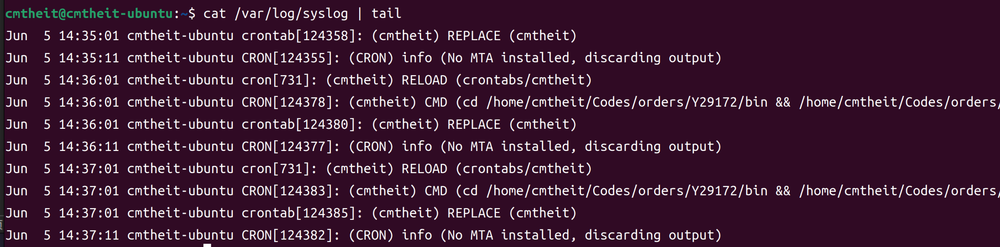 cmtheit@cmtheit-ubuntu:~$ cat /var/log/syslog | tail
Jun  5 14:35:01 cmtheit-ubuntu crontab[124358]: (cmtheit) REPLACE (cmtheit)
Jun  5 14:35:11 cmtheit-ubuntu CRON[124355]: (CRON) info (No MTA installed, discarding output)
Jun  5 14:36:01 cmtheit-ubuntu cron[731]: (cmtheit) RELOAD (crontabs/cmtheit)
Jun  5 14:36:01 cmtheit-ubuntu CRON[124378]: (cmtheit) CMD (cd /home/cmtheit/Codes/orders/Y29172/bin && /home/cmtheit/Codes/orders/
Jun  5 14:36:01 cmtheit-ubuntu crontab[124380]: (cmtheit) REPLACE (cmtheit)
Jun  5 14:36:11 cmtheit-ubuntu CRON[124377]: (CRON) info (No MTA installed, discarding output)
Jun  5 14:37:01 cmtheit-ubuntu cron[731]: (cmtheit) RELOAD (crontabs/cmtheit)
Jun  5 14:37:01 cmtheit-ubuntu CRON[124383]: (cmtheit) CMD (cd /home/cmtheit/Codes/orders/Y29172/bin && /home/cmtheit/Codes/orders/
Jun  5 14:37:01 cmtheit-ubuntu crontab[124385]: (cmtheit) REPLACE (cmtheit)
Jun  5 14:37:11 cmtheit-ubuntu CRON[124382]: (CRON) info (No MTA installed, discarding output)